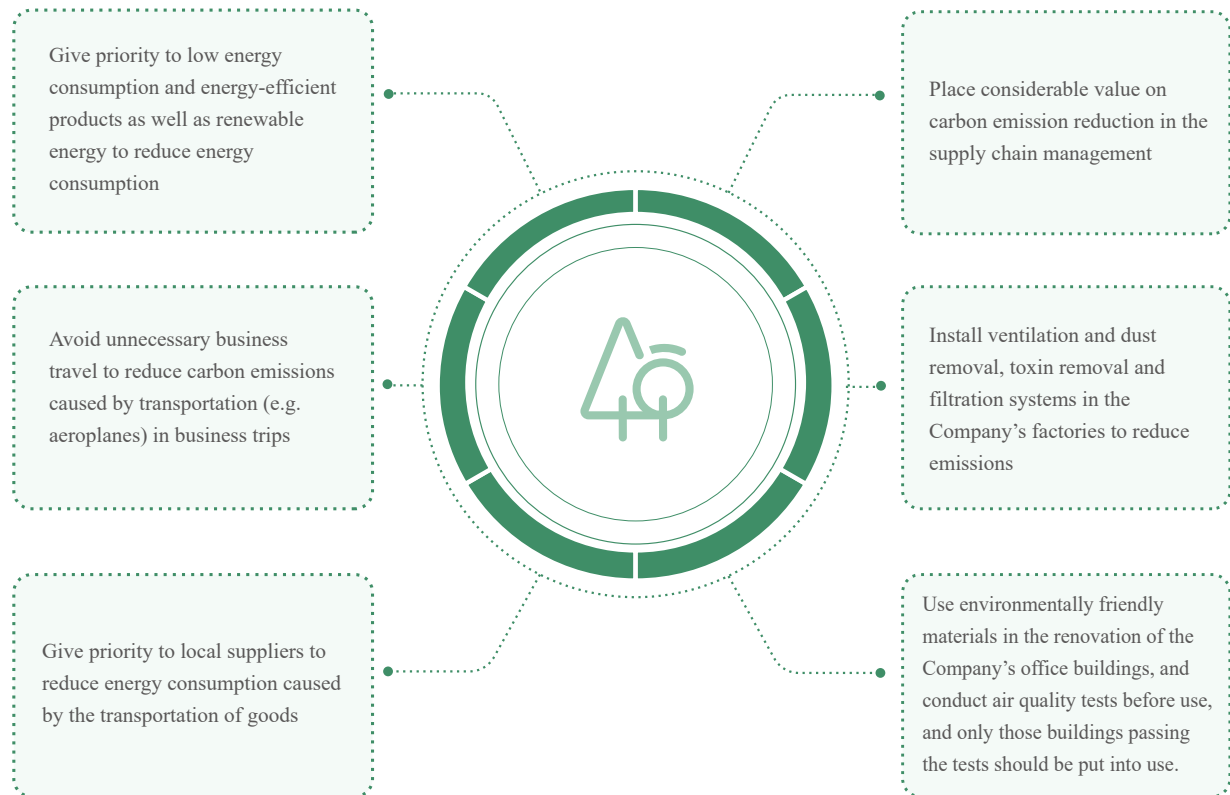 Give priority to low energy
consumption and energy-efficient
products as well as renewable
energy to reduce energy
consumption
Place considerable value on
carbon emission reduction in the
supply chain management
Avoid unnecessary business
travel to reduce carbon emissions
caused by transportation (e.g.
aeroplanes) in business trips
Install ventilation and dust
removal, toxin removal and
filtration systems in the
Company’s factories to reduce
emissions
Give priority to local suppliers to
reduce energy consumption caused
by the transportation of goods
Use environmentally friendly
materials in the renovation of the
Company’s office buildings, and
conduct air quality tests before use,
and only those buildings passing
the tests should be put into use.